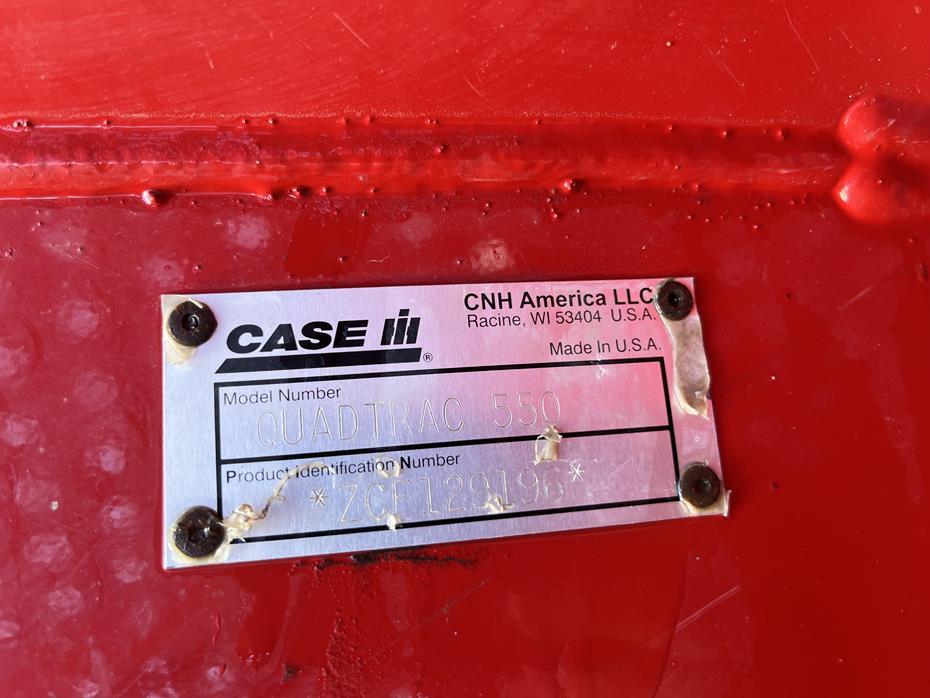 CASE IH®
CNH America LLC
Racine, WI 53404 U.S.A.
Made In U.S.A.
Model Number
QUADTRAC 550
Product Identification Number
*ZCF129196*